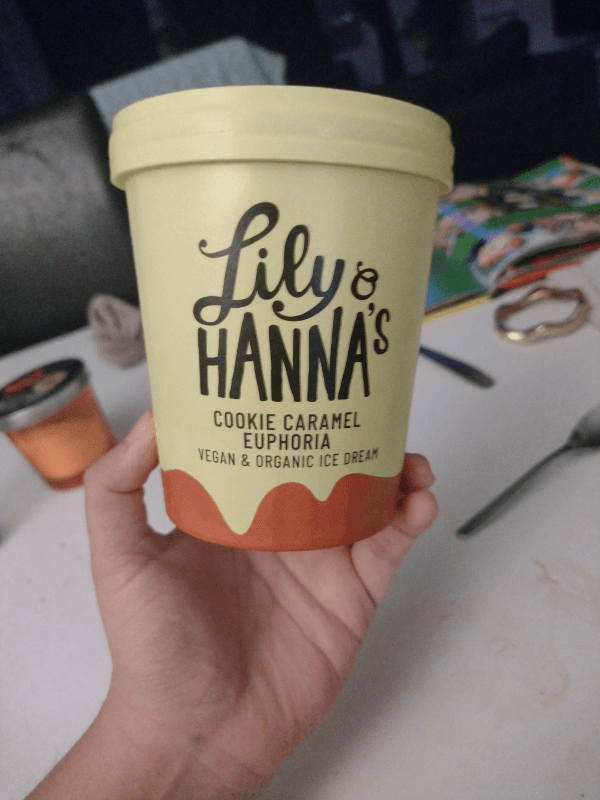 Lily &
HANNA'S
COOKIE CARAMEL
EUPHORIA
VEGAN & ORGANIC ICE DREAM